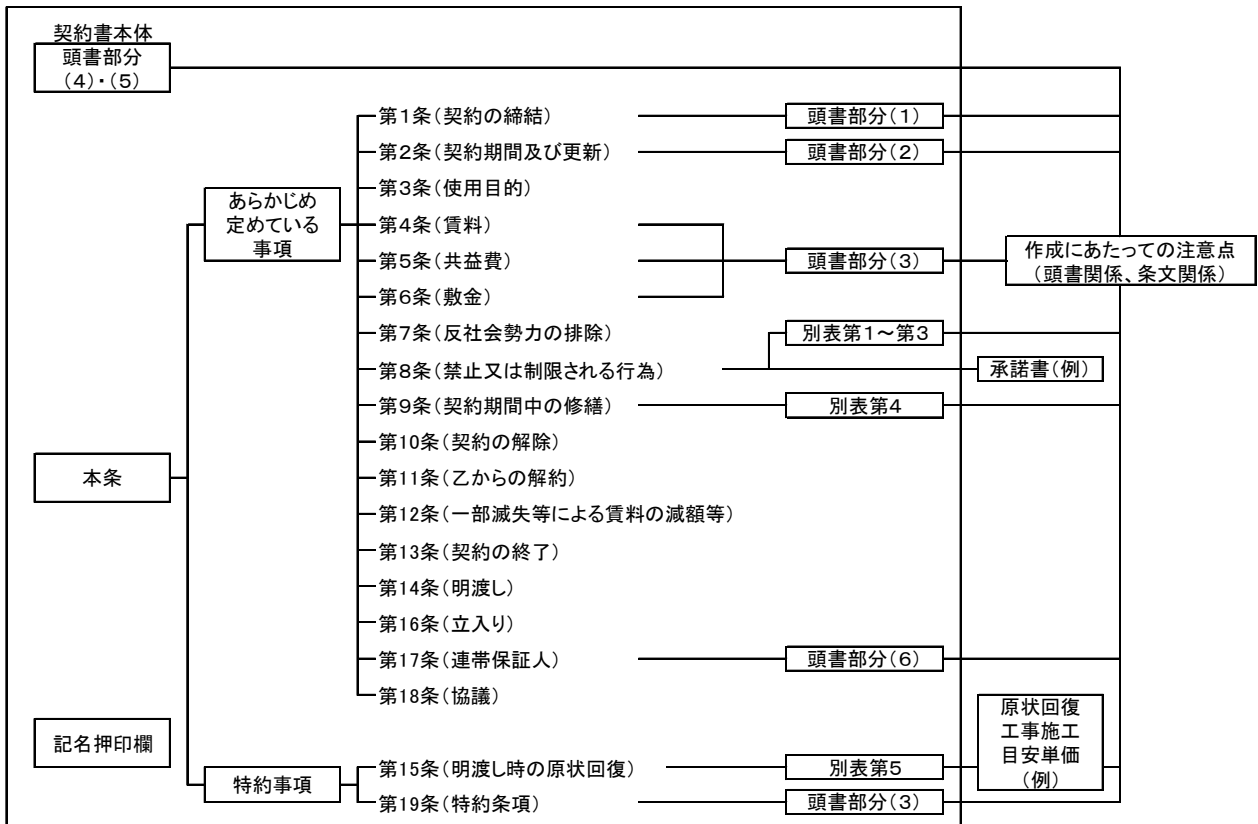 契約書本体
頭書部分
(4)・(5)
第1条(契約の締結)
頭書部分(1)
第2条(契約期間及び更新)
頭書部分(2)
第3条(使用目的)
あらかじめ
定めている
事項
第4条(賃料)
第5条(共益費)
頭書部分(3)
作成にあたっての注意点
(頭書関係、条文関係)
第6条(敷金)
第7条(反社会勢力の排除)
別表第1~第3
第8条(禁止又は制限される行為)
承諾書(例)
第9条(契約期間中の修繕)
別表第4
第10条(契約の解除)
本条
第11条(乙からの解約)
第12条(一部滅失等による賃料の減額等)
第13条(契約の終了)
第14条(明渡し)
第16条(立入り)
第17条(連帯保証人)
頭書部分(6)
第18条(協議)
記名押印欄
特約事項
第15条(明渡し時の原状回復)
別表第5
原状回復
工事施工
目安単価
(例)
第19条(特約条項)
頭書部分(3)